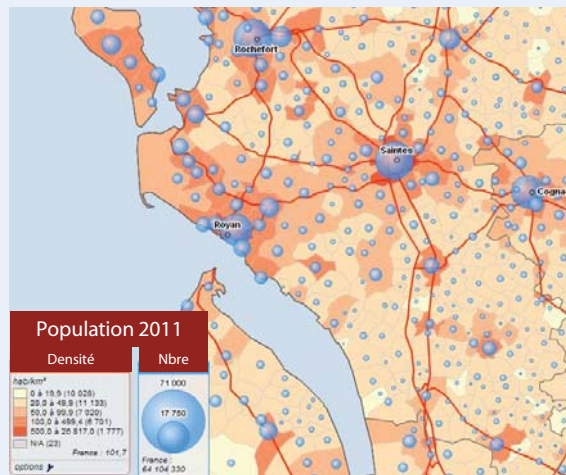 Rochefort
Saintes
Cognac
Royan
Population 2011
Densité
Nbre
hab/km²
0 à 19,9 (10 028)
20,0 à 49,9 (11 133)
50,0 à 99,9 (7 020)
100,0 à 499,4 (6 701)
500,0 à 26 817,0 (1 777)
N/A (23)
France : 101,7
options
71 000
17 750
France :
64 104 330